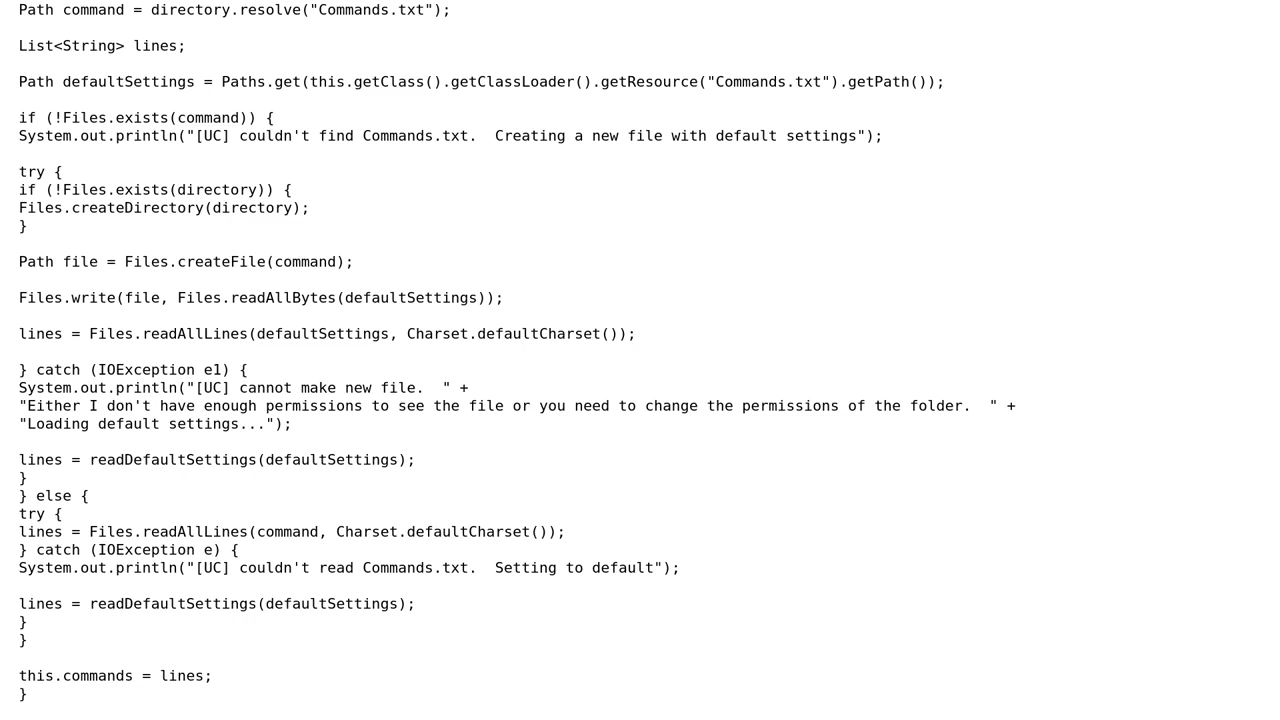 Path command = directory.resolve("Commands.txt");
List<String> lines;
Path defaultSettings = Paths.get(this.getClass().getClassLoader().getResource("Commands.txt").getPath());
if (!Files.exists(command)) {
System.out.println("[UC] couldn't find Commands.txt.  Creating a new file with default settings");
try {
if (!Files.exists(directory)) {
Files.createDirectory(directory);
}
Path file = Files.createFile(command);
Files.write(file, Files.readAllBytes(defaultSettings));
lines = Files.readAllLines(defaultSettings, Charset.defaultCharset());
} catch (IOException e1) {
System.out.println("[UC] cannot make new file.  " +
"Either I don't have enough permissions to see the file or you need to change the permissions of the folder.  " +
"Loading default settings...");
lines = readDefaultSettings(defaultSettings);
}
} else {
try {
lines = Files.readAllLines(command, Charset.defaultCharset());
} catch (IOException e) {
System.out.println("[UC] couldn't read Commands.txt.  Setting to default");
lines = readDefaultSettings(defaultSettings);
}
}
this.commands = lines;
}